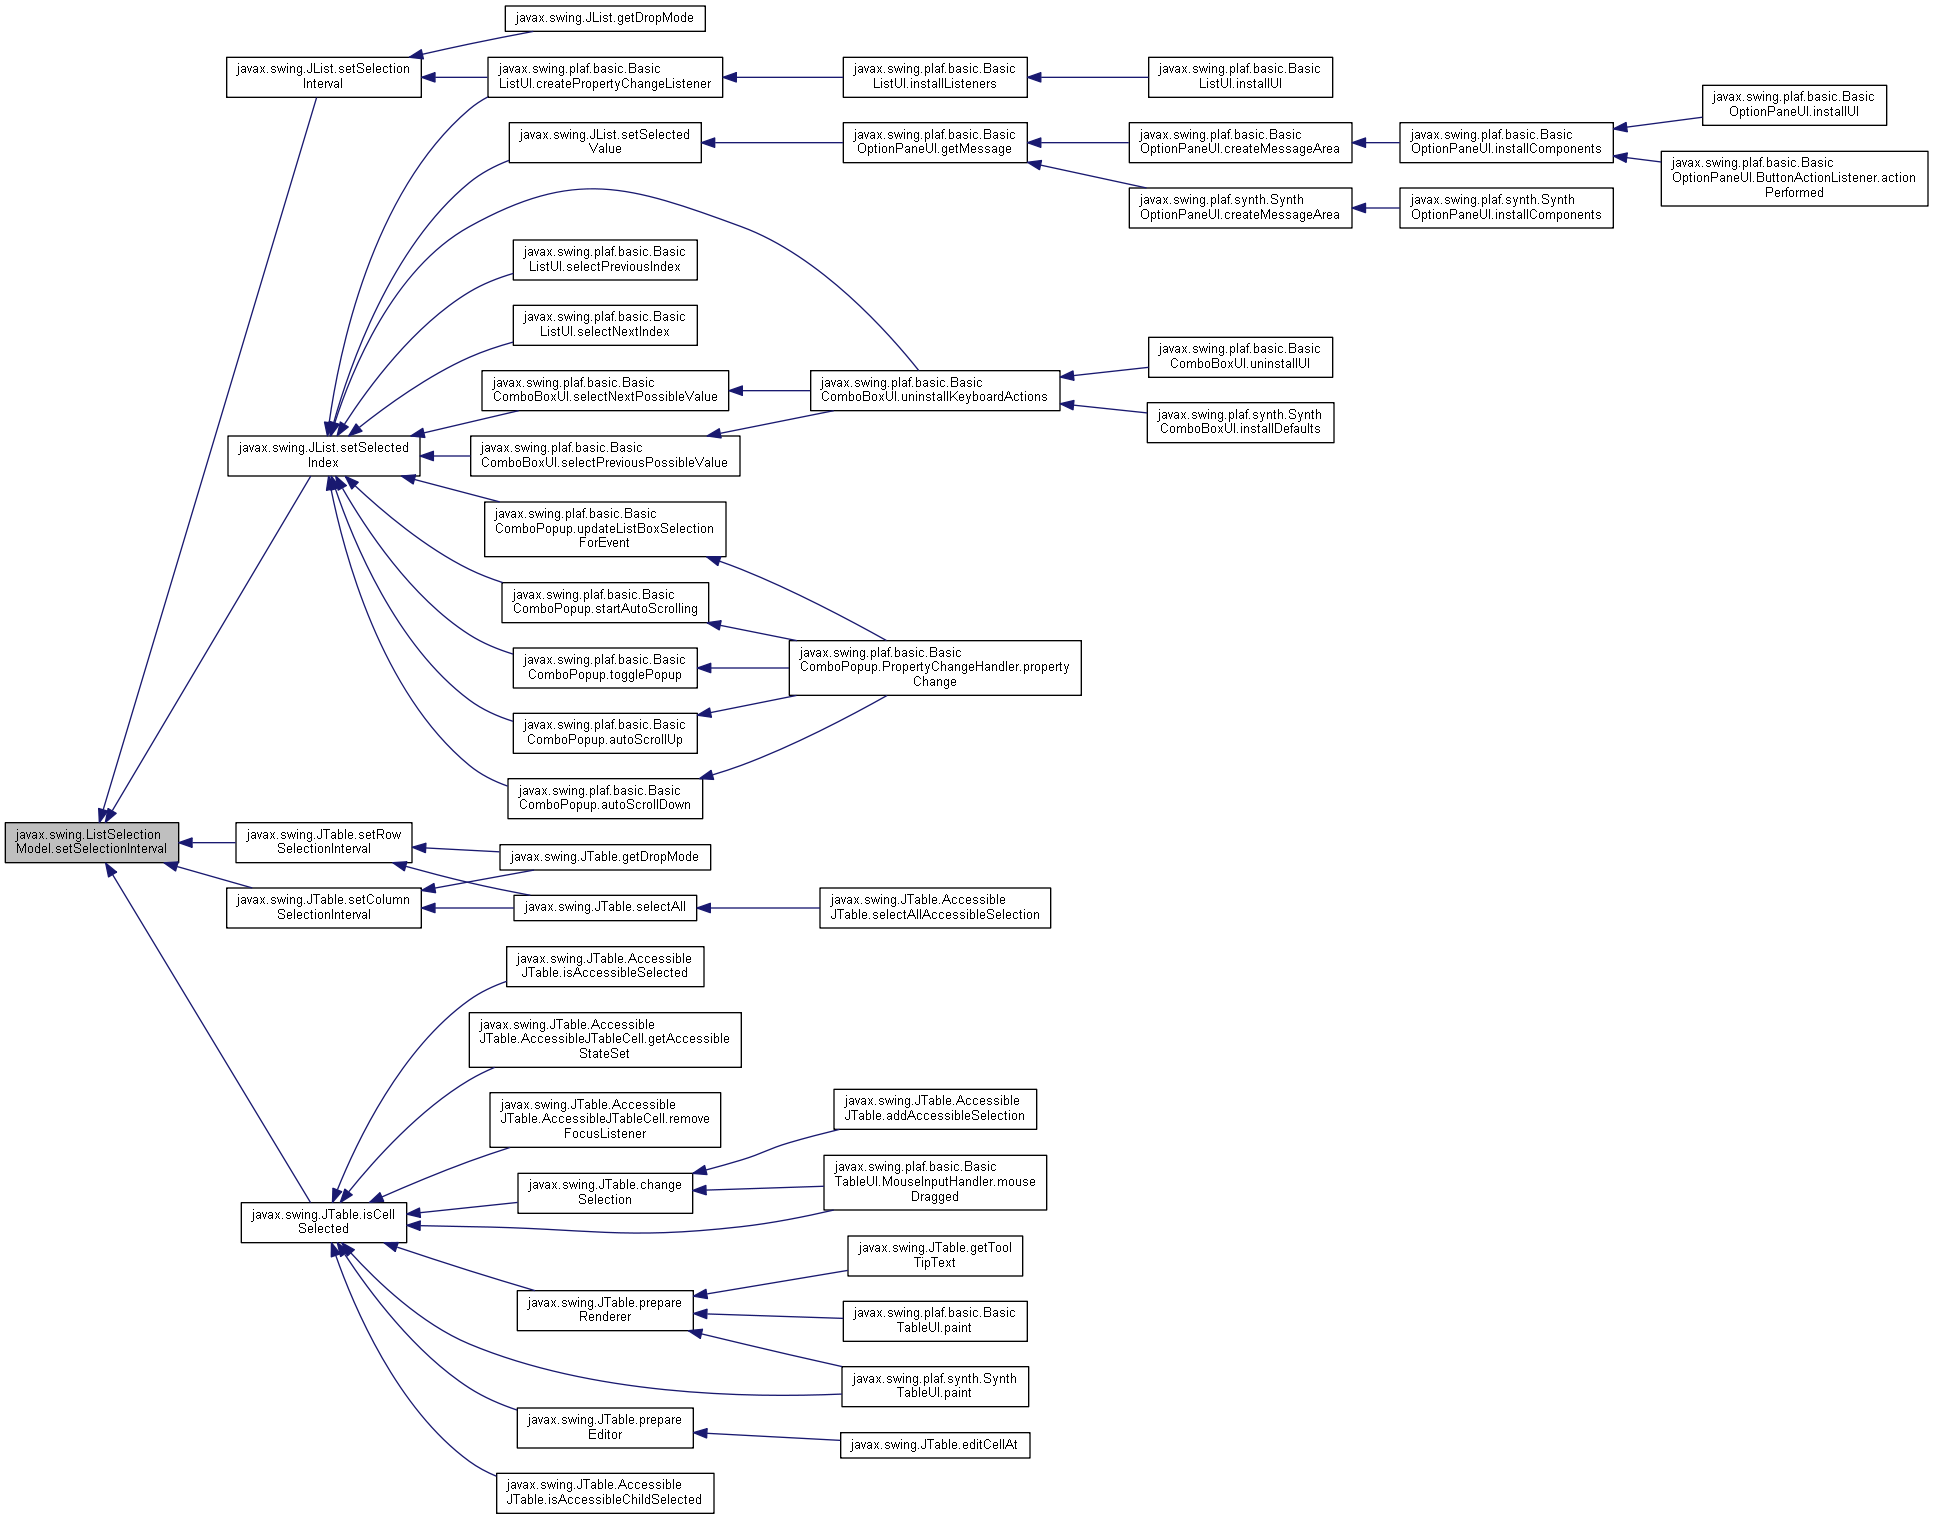 javax.swing.JList.getDropMode
javax.swing.JList.setSelection
Interval
javax.swing.plaf.basic.Basic
ListUI.createPropertyChangeListener
javax.swing.plaf.basic.Basic
ListUI.installListeners
javax.swing.plaf.basic.Basic
ListUI.installUI
javax.swing.plaf.basic.Basic
OptionPaneUI.installUI
javax.swing.JList.setSelected
Value
javax.swing.plaf.basic.Basic
OptionPaneUI.getMessage
javax.swing.plaf.basic.Basic
OptionPaneUI.createMessageArea
javax.swing.plaf.basic.Basic
OptionPaneUI.installComponents
javax.swing.plaf.basic.Basic
OptionPaneUI.ButtonActionListener.action
Performed
javax.swing.plaf.synth.Synth
OptionPaneUI.createMessageArea
javax.swing.plaf.synth.Synth
OptionPaneUI.installComponents
javax.swing.plaf.basic.Basic
ListUI.selectPreviousIndex
javax.swing.plaf.basic.Basic
ListUI.selectNextIndex
javax.swing.plaf.basic.Basic
ComboBoxUI.uninstallUI
javax.swing.plaf.basic.Basic
ComboBoxUI.selectNextPossibleValue
javax.swing.plaf.basic.Basic
ComboBoxUI.uninstallKeyboardActions
javax.swing.plaf.synth.Synth
ComboBoxUI.installDefaults
javax.swing.JList.setSelected
Index
javax.swing.plaf.basic.Basic
ComboBoxUI.selectPreviousPossibleValue
javax.swing.plaf.basic.Basic
ComboPopup.updateListBoxSelection
ForEvent
javax.swing.plaf.basic.Basic
ComboPopup.startAutoScrolling
javax.swing.plaf.basic.Basic
ComboPopup.togglePopup
javax.swing.plaf.basic.Basic
ComboPopup.PropertyChangeHandler.property
Change
javax.swing.plaf.basic.Basic
ComboPopup.autoScrollUp
javax.swing.plaf.basic.Basic
ComboPopup.autoScrollDown
javax.swing.ListSelection
Model.setSelectionInterval
javax.swing.JTable.setRow
SelectionInterval
javax.swing.JTable.getDropMode
javax.swing.JTable.setColumn
SelectionInterval
javax.swing.JTable.selectAll
javax.swing.JTable.Accessible
JTable.selectAllAccessibleSelection
javax.swing.JTable.Accessible
JTable.isAccessibleSelected
javax.swing.JTable.Accessible
JTable.AccessibleJTableCell.getAccessible
StateSet
javax.swing.JTable.Accessible
JTable.AccessibleJTableCell.remove
FocusListener
javax.swing.JTable.Accessible
JTable.addAccessibleSelection
javax.swing.JTable.change
Selection
javax.swing.plaf.basic.Basic
TableUI.MouseInputHandler.mouse
Dragged
javax.swing.JTable.isCell
Selected
javax.swing.JTable.getTool
TipText
javax.swing.JTable.prepare
Renderer
javax.swing.plaf.basic.Basic
TableUI.paint
javax.swing.plaf.synth.Synth
TableUI.paint
javax.swing.JTable.prepare
Editor
javax.swing.JTable.editCellAt
javax.swing.JTable.Accessible
JTable.isAccessibleChildSelected